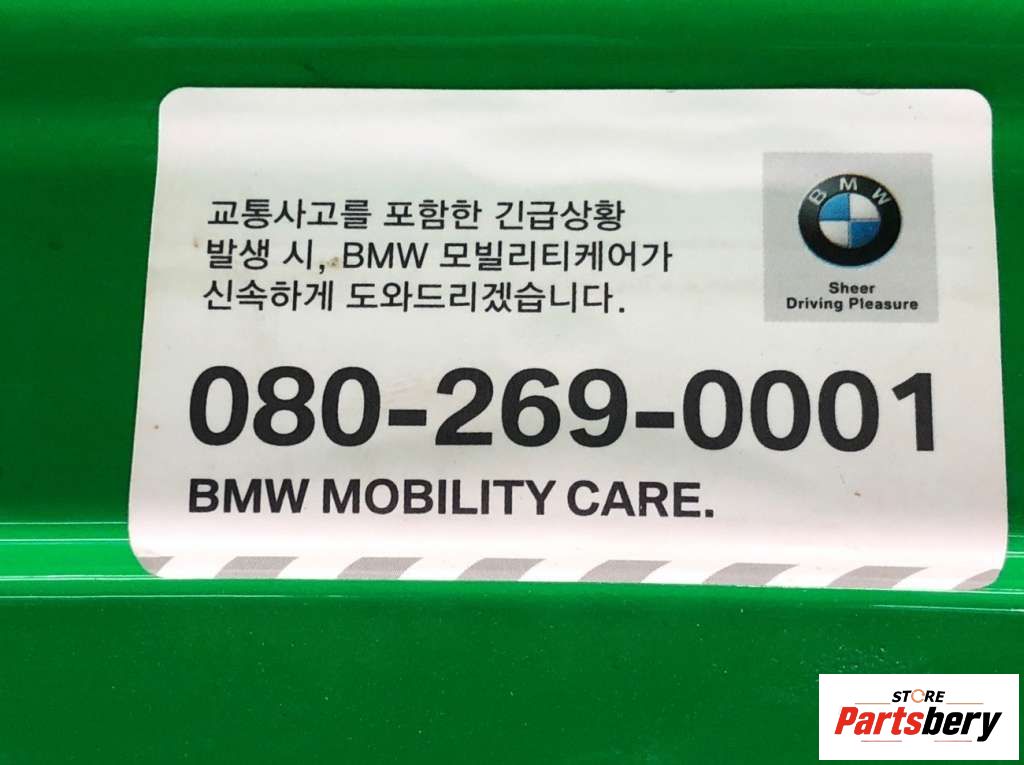 교통사고를 포함한 긴급상황
발생 시, BMW 모빌리티케어가
신속하게 도와드리겠습니다.
BMW
Sheer
Driving Pleasure
080-269-0001
BMW MOBILITY CARE.
STORE
Partsbery